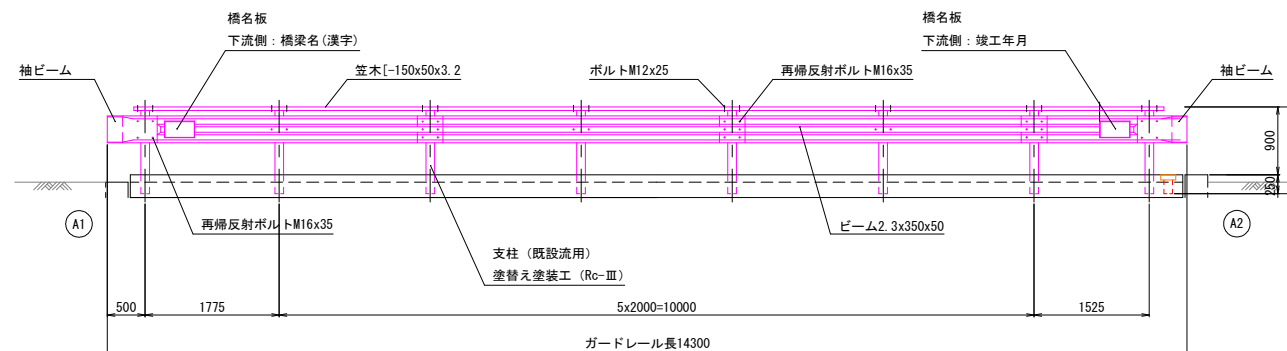 橋名板
下流側：橋梁名(漢字)
橋名板
下流側：竣工年月
袖ビーム
笠木[-150x50x3.2
ボルトM12x25
再帰反射ボルトM16x35
袖ビーム
900
250
A1
再帰反射ボルトM16x35
ビーム2.3x350x50
A2
支柱（既設流用）
塗替え塗装工（Rc-Ⅲ）
500
1775
5x2000=10000
1525
ガードレール長14300